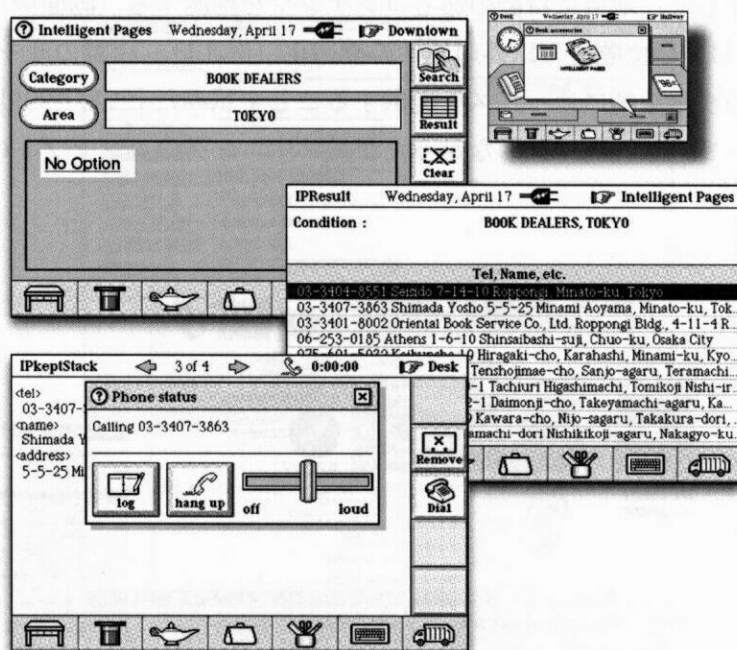 Intelligent Pages Wednesday, April 17 Downtown
Category BOOK DEALERS
Area TOKYO
No Option
Search
Result
Clear
Desk Wednesday, April 17 Hallway
Desk accessories
INTELLIGENT PAGES
IPResult Wednesday, April 17 Intelligent Pages
Condition : BOOK DEALERS, TOKYO
Tel, Name, etc.
03-3404-8551 Seisido 7-14-10 Roppongi, Minato-ku, Tokyo
03-3407-3863 Shimada Yosho 5-5-25 Minami Aoyama, Minato-ku, Tok...
03-3401-8002 Oriental Book Service Co., Ltd. Roppongi Bldg., 4-11-4 R...
06-253-0185 Athens 1-6-10 Shinsaibashi-suji, Chuo-ku, Osaka City
10 Hiragaki-cho, Karahashi, Minami-ku, Kyo...
Tenshojimae-cho, Sanjo-agaru, Teramachi...
-1 Tachiuri Higashimachi, Tomikoji Nishi-ir...
-1 Daimonji-cho, Takeyamachi-agaru, Ka...
Kawara-cho, Nijo-sagaru, Takakura-dori, ...
amachi-dori Nishikikoji-agaru, Nakagyo-ku...
IPkeptStack 3 of 4 0:00:00 Desk
<tel>
03-3407-
<name>
Shimada Y
<address>
5-5-25 Mi
Phone status
Calling 03-3407-3863
log
hang up
off loud
Remove
Dial